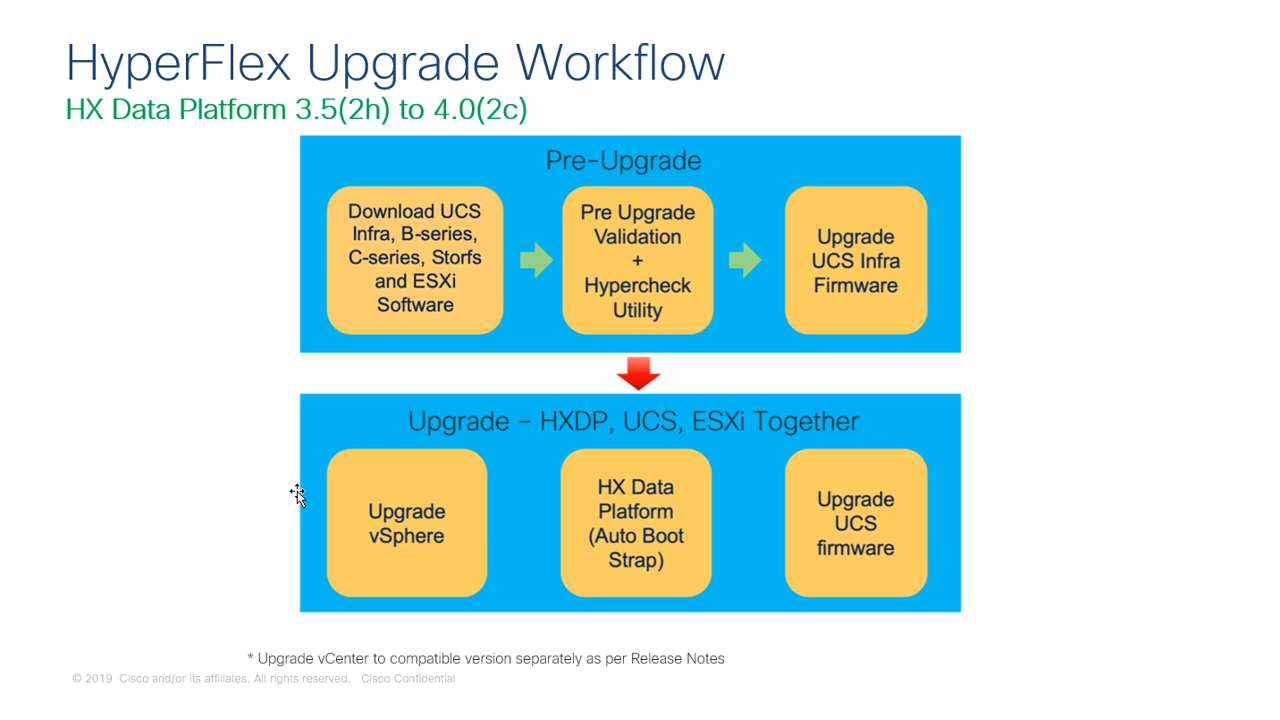 HyperFlex Upgrade Workflow
HX Data Platform 3.5(2h) to 4.0(2c)
Pre-Upgrade
Download UCS
Infra, B-series,
C-series, Storfs
and ESXi
Software
Pre Upgrade
Validation
+
Hypercheck
Utility
Upgrade
UCS Infra
Firmware
Upgrade – HXDP, UCS, ESXi Together
Upgrade
vSphere
HX Data
Platform
(Auto Boot
Strap)
Upgrade
UCS
firmware
* Upgrade vCenter to compatible version separately as per Release Notes
© 2019 Cisco and/or its affiliates. All rights reserved. Cisco Confidential